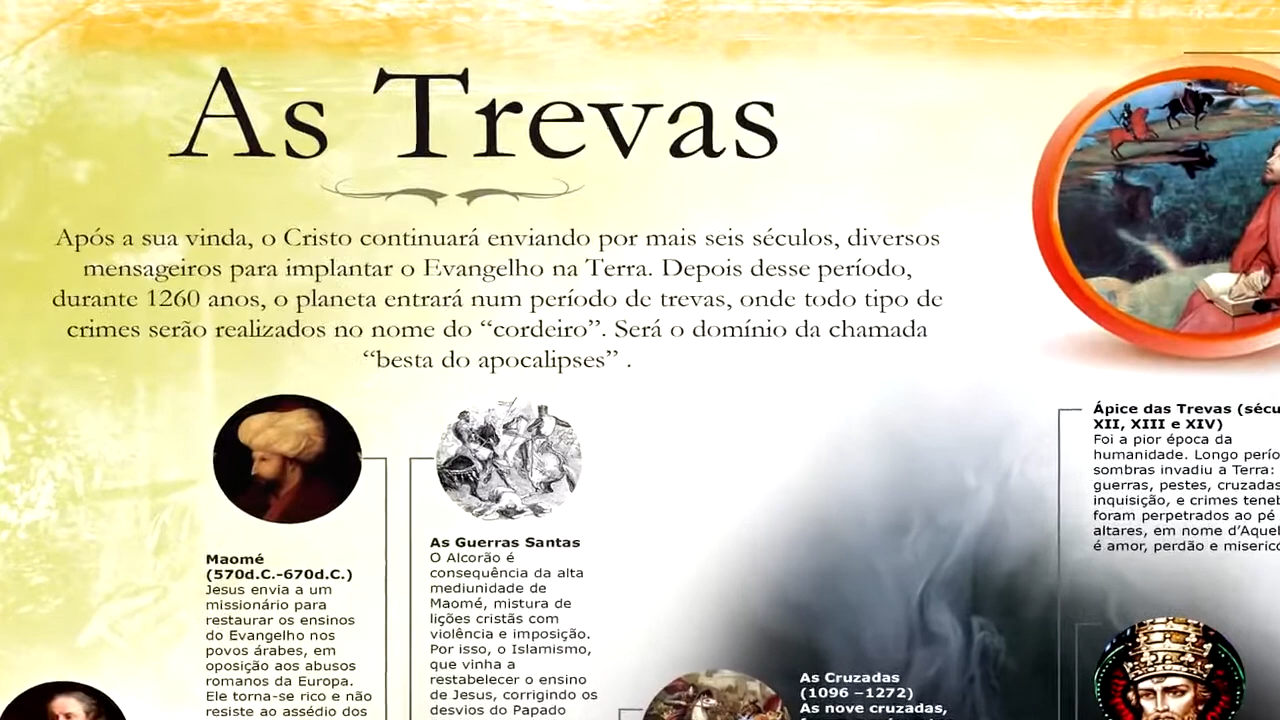 As Trevas
Após a sua vinda, o Cristo continuará enviando por mais seis séculos, diversos
mensageiros para implantar o Evangelho na Terra. Depois desse período,
durante 1260 anos, o planeta entrará num período de trevas, onde todo tipo de
crimes serão realizados no nome do “cordeiro”. Será o domínio da chamada
“besta do apocalipses” .
Maomé
(570d.C.-670d.C.)
Jesus envia a um
missionário para
restaurar os ensinos
do Evangelho nos
povos árabes, em
oposição aos abusos
romanos da Europa.
Ele torna-se rico e não
resiste ao assédio dos
As Guerras Santas
O Alcorão é
consequência da alta
mediunidade de
Maomé, mistura de
lições cristãs com
violência e imposição.
Por isso, o Islamismo,
que vinha a
restabelecer o ensino
de Jesus, corrigindo os
desvios do Papado
As Cruzadas
(1096 –1272)
As nove cruzadas,
Ápice das Trevas (sécu
XII, XIII e XIV)
Foi a pior época da
humanidade. Longo perío
sombras invadiu a Terra:
guerras, pestes, cruzadas
inquisição, e crimes teneb
foram perpetrados ao pé
altares, em nome d’Aquel
é amor, perdão e miseric